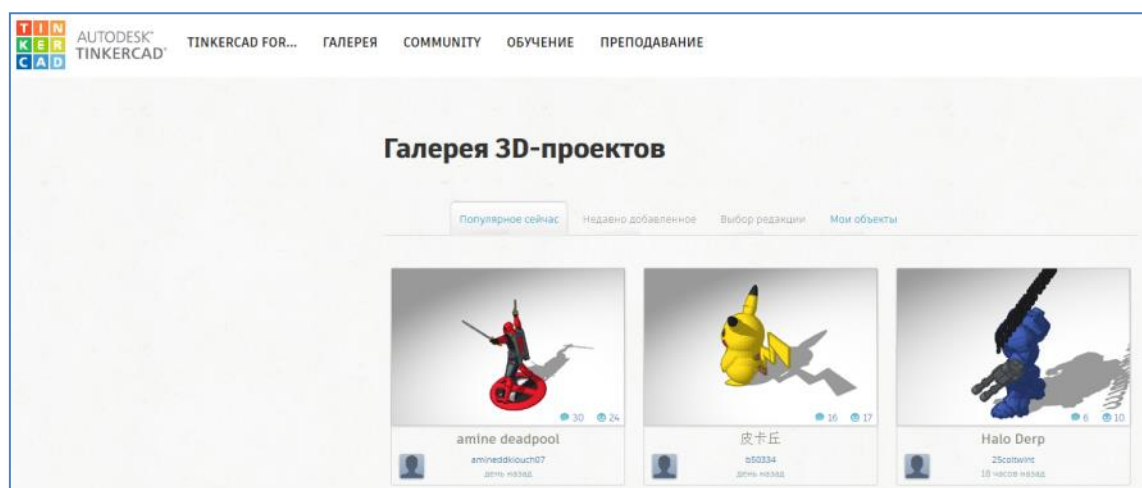 TIN
KER
CAD
AUTODESK®
TINKERCAD®
TINKERCAD FOR... ГАЛЕРЕЯ COMMUNITY ОБУЧЕНИЕ ПРЕПОДАВАНИЕ
Галерея 3D-проектов
Популярное сейчас Недавно добавленное Выбор редакции Мои объекты
30 24 16 17 6 10
amine deadpool 皮卡丘 Halo Derp
amineddkiouch07 b50334 2Scoltwint
день назад день назад 18 часов назад